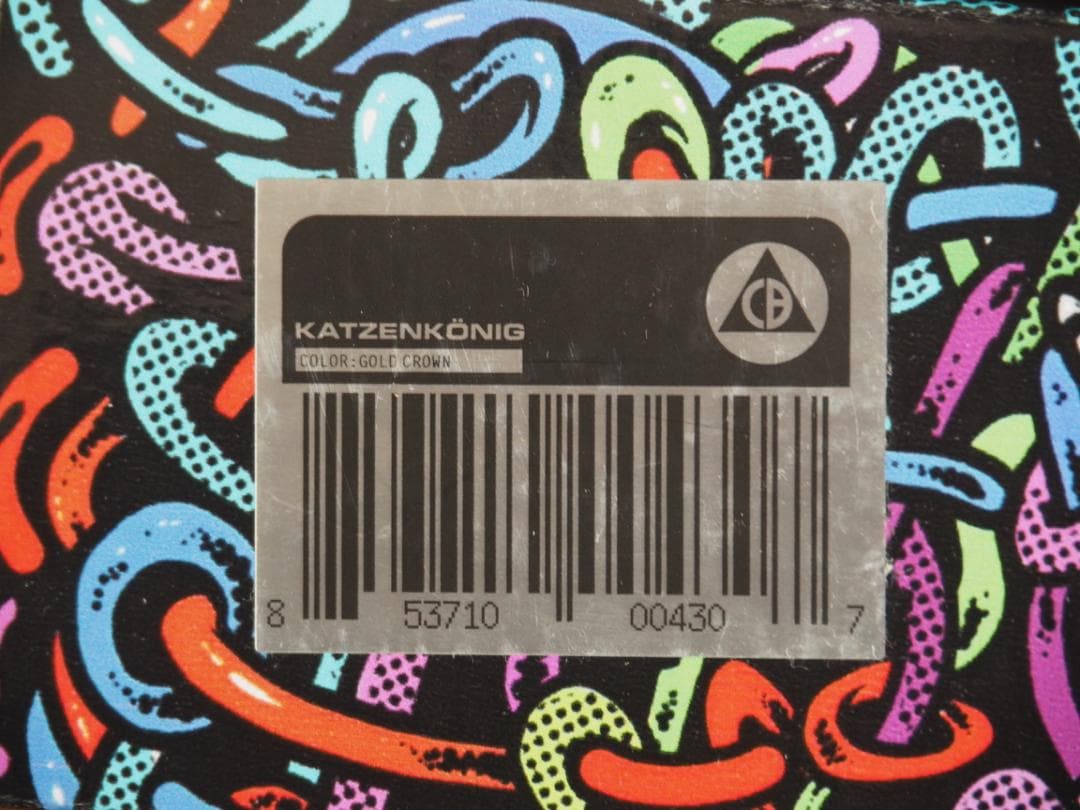 KATZENKÖNIG
COLOR:GOLD CROWN
CB
8 53710 00430 7